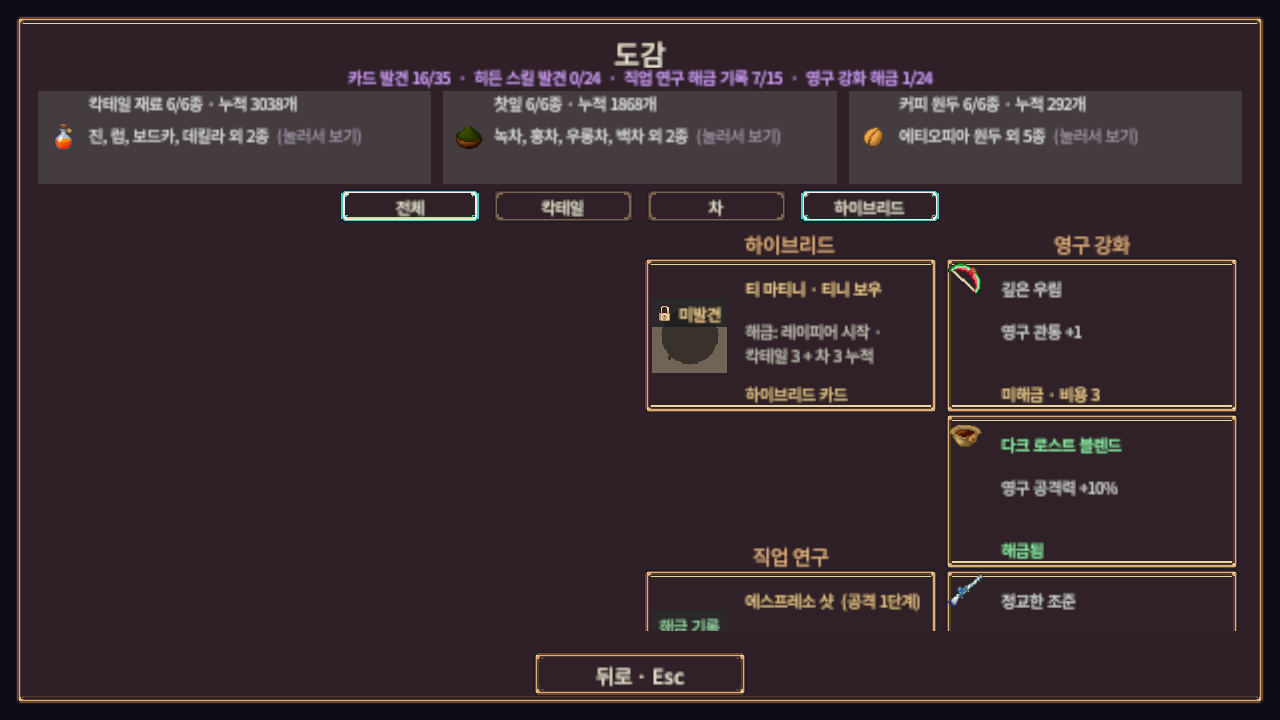 도감
카드 발견 16/35 · 히든 스킬 발견 0/24 · 직업 연구 해금 기록 7/15 · 영구 강화 해금 1/24
칵테일 재료 6/6종 · 누적 3038개
진, 럼, 보드카, 데킬라 외 2종 (눌러서 보기)
찻잎 6/6종 · 누적 1868개
녹차, 홍차, 우롱차, 백차 외 2종 (눌러서 보기)
커피 원두 6/6종 · 누적 292개
에티오피아 원두 외 5종 (눌러서 보기)
전체
칵테일
차
하이브리드
하이브리드
티 마티니 · 티니 보우
미발견
해금: 레이피어 시작 ·
칵테일 3 + 차 3 누적
하이브리드 카드
직업 연구
에스프레소 샷 (공격 1단계)
해금 기록
영구 강화
깊은 우림
영구 관통 +1
미해금 · 비용 3
다크 로스트 블렌드
영구 공격력 +10%
해금됨
정교한 조준
뒤로 · Esc